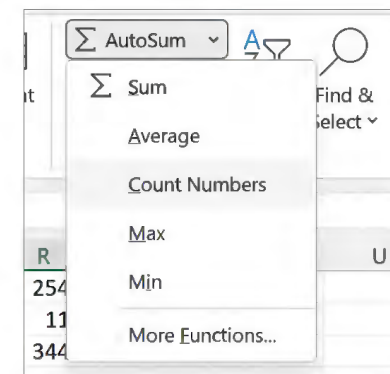 ∑ AutoSum
∑ Sum
Find &
Select
Average
Count Numbers
Max
R
U
Min
254
11
More Functions...
344